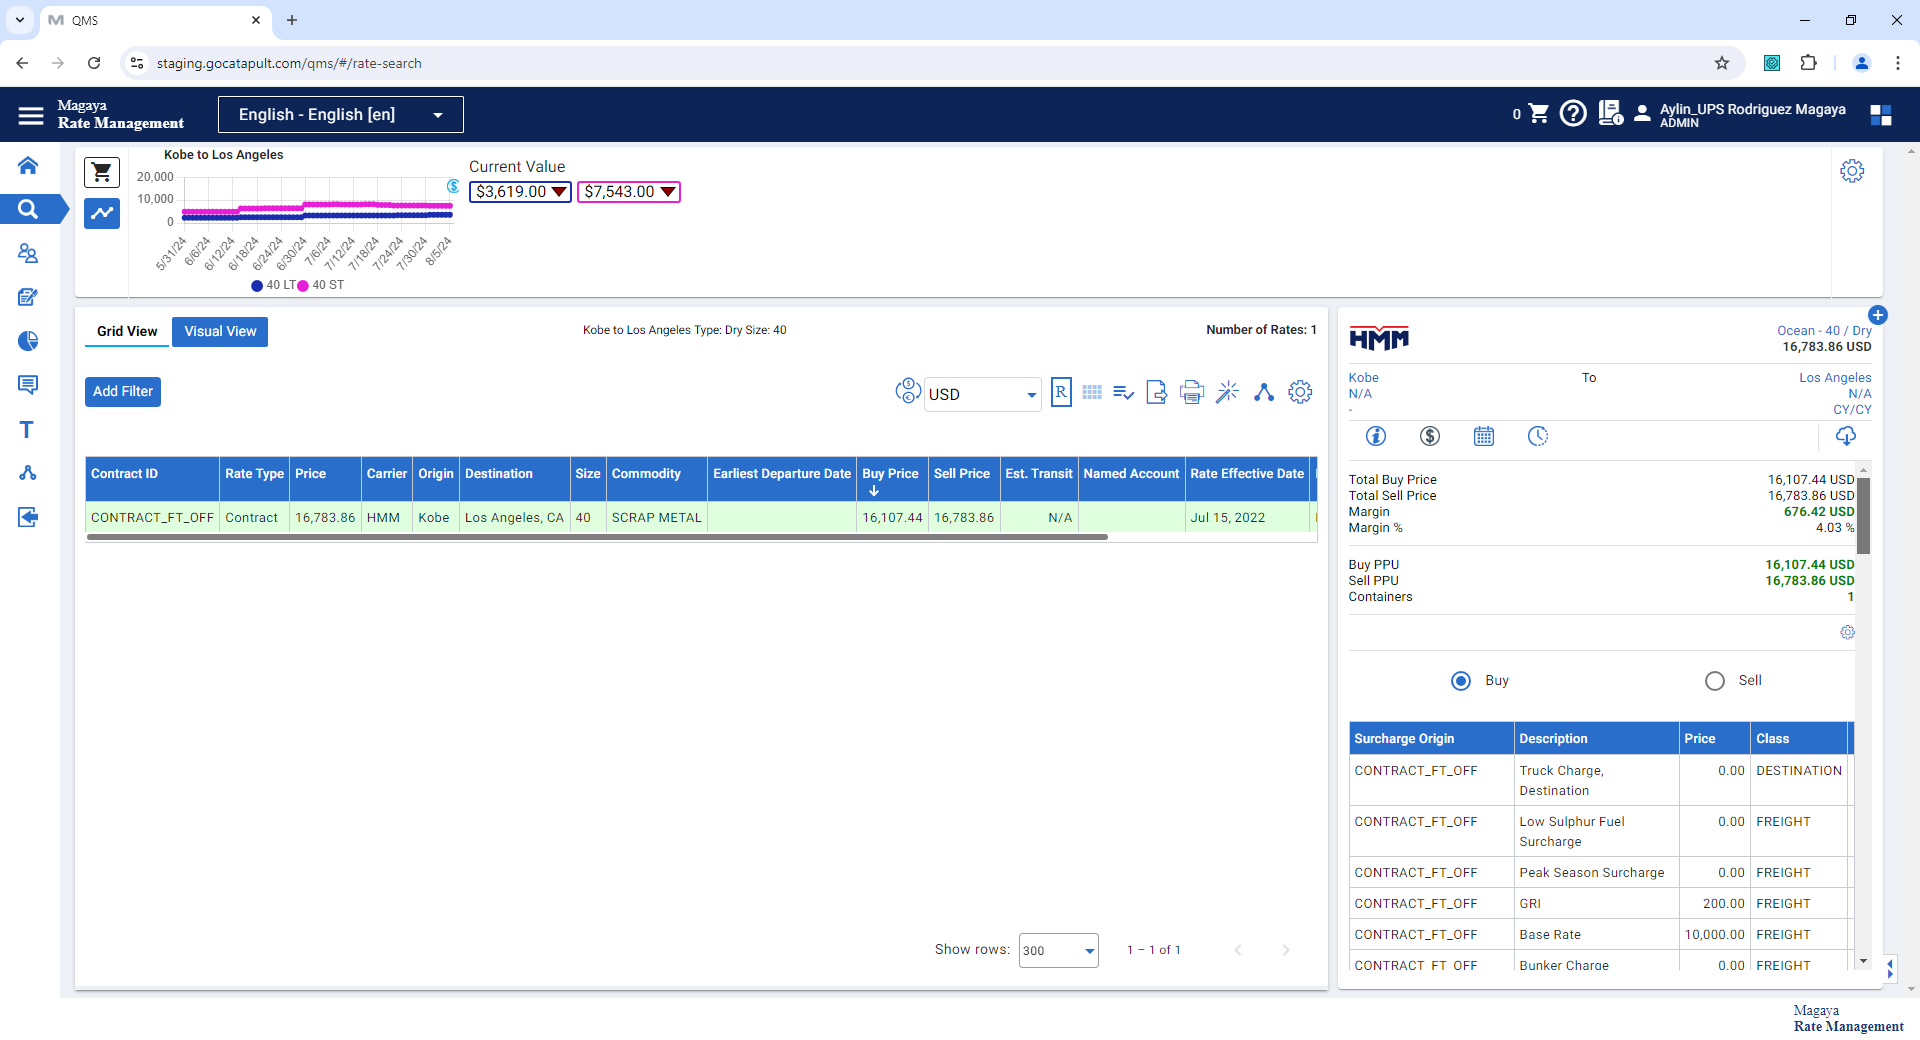 QMS
staging.gocatapult.com/qms/#/rate-search
Magaya
Rate Management
English - English [en]
0
Aylin_UPS Rodriguez Magaya
ADMIN
Kobe to Los Angeles
20,000
10,000
0
5/31/24
6/6/24
6/12/24
6/18/24
6/24/24
6/30/24
7/6/24
7/12/24
7/18/24
7/24/24
7/30/24
8/5/24
40 LT 40 ST
Current Value
$3,619.00 $7,543.00
Grid View Visual View
Kobe to Los Angeles Type: Dry Size: 40
Number of Rates: 1
Add Filter
USD
R
Contract ID Rate Type Price Carrier Origin Destination Size Commodity Earliest Departure Date Buy Price Sell Price Est. Transit Named Account Rate Effective Date
CONTRACT_FT_OFF Contract 16,783.86 HMM Kobe Los Angeles, CA 40 SCRAP METAL 16,107.44 16,783.86 N/A Jul 15, 2022
Show rows: 300 1 – 1 of 1
HMM
Ocean - 40 / Dry
16,783.86 USD
Kobe To Los Angeles
N/A N/A
- CY/CY
Total Buy Price 16,107.44 USD
Total Sell Price 16,783.86 USD
Margin 676.42 USD
Margin % 4.03 %
Buy PPU 16,107.44 USD
Sell PPU 16,783.86 USD
Containers 1
Buy Sell
Surcharge Origin Description Price Class
CONTRACT_FT_OFF Truck Charge, 0.00 DESTINATION
Destination
CONTRACT_FT_OFF Low Sulphur Fuel 0.00 FREIGHT
Surcharge
CONTRACT_FT_OFF Peak Season Surcharge 0.00 FREIGHT
CONTRACT_FT_OFF GRI 200.00 FREIGHT
CONTRACT_FT_OFF Base Rate 10,000.00 FREIGHT
CONTRACT_FT_OFF Bunker Charge 0.00 FREIGHT
Magaya
Rate Management